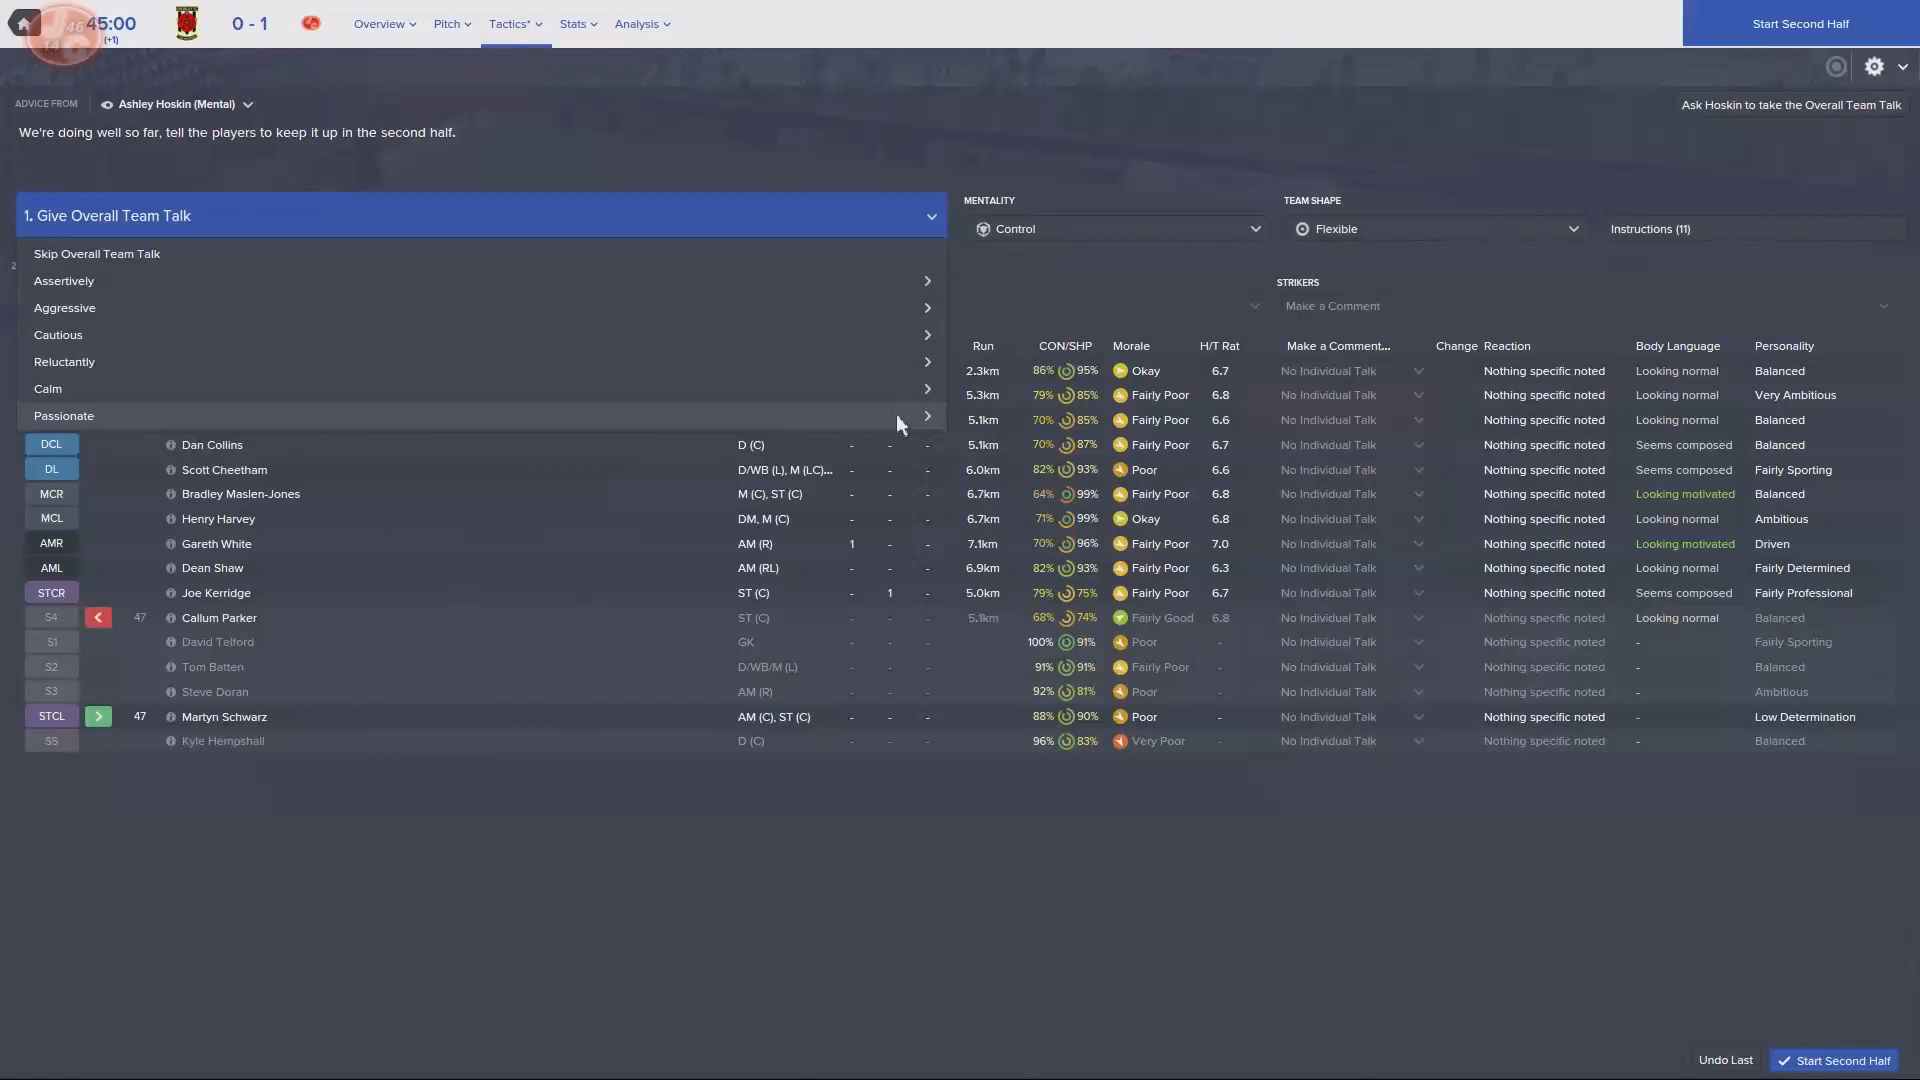 45:00
(+1)
0 - 1
Overview
Pitch
Tactics*
Stats
Analysis
Start Second Half
ADVICE FROM
Ashley Hoskin (Mental)
Ask Hoskin to take the Overall Team Talk
We're doing well so far, tell the players to keep it up in the second half.
1. Give Overall Team Talk
MENTALITY
TEAM SHAPE
Control
Flexible
Instructions (11)
Skip Overall Team Talk
Assertively
Aggressive
Cautious
Reluctantly
Calm
Passionate
2
STRIKERS
Make a Comment
Run CON/SHP Morale H/T Rat Make a Comment... Change Reaction Body Language Personality
2.3km 86% 95% Okay 6.7 No Individual Talk Nothing specific noted Looking normal Balanced
5.3km 79% 85% Fairly Poor 6.8 No Individual Talk Nothing specific noted Looking normal Very Ambitious
5.1km 70% 85% Fairly Poor 6.6 No Individual Talk Nothing specific noted Looking normal Balanced
DCL Dan Collins D (C) - - - 5.1km 70% 87% Fairly Poor 6.7 No Individual Talk Nothing specific noted Seems composed Balanced
DL Scott Cheetham D/WB (L), M (LC)... - - - 6.0km 82% 93% Poor 6.6 No Individual Talk Nothing specific noted Seems composed Fairly Sporting
MCR Bradley Maslen-Jones M (C), ST (C) - - - 6.7km 64% 99% Fairly Poor 6.8 No Individual Talk Nothing specific noted Looking motivated Balanced
MCL Henry Harvey DM, M (C) - - - 6.7km 71% 99% Okay 6.8 No Individual Talk Nothing specific noted Looking normal Ambitious
AMR Gareth White AM (R) 1 - - 7.1km 70% 96% Fairly Poor 7.0 No Individual Talk Nothing specific noted Looking motivated Driven
AML Dean Shaw AM (RL) - - - 6.9km 82% 93% Fairly Poor 6.3 No Individual Talk Nothing specific noted Looking normal Fairly Determined
STCR Joe Kerridge ST (C) - 1 - 5.0km 79% 75% Fairly Poor 6.7 No Individual Talk Nothing specific noted Seems composed Fairly Professional
S4 47 Callum Parker ST (C) - - - 5.1km 68% 74% Fairly Good 6.8 No Individual Talk Nothing specific noted Looking normal Balanced
S1 David Telford GK - - - 100% 91% Poor - No Individual Talk Nothing specific noted - Fairly Sporting
S2 Tom Batten D/WB/M (L) - - - 91% 91% Fairly Poor - No Individual Talk Nothing specific noted - Balanced
S3 Steve Doran AM (R) - - - 92% 81% Poor - No Individual Talk Nothing specific noted - Ambitious
STCL 47 Martyn Schwarz AM (C), ST (C) - - - 88% 90% Poor - No Individual Talk Nothing specific noted - Low Determination
S5 Kyle Hempshall D (C) - - - 96% 83% Very Poor - No Individual Talk Nothing specific noted - Balanced
Undo Last
Start Second Half